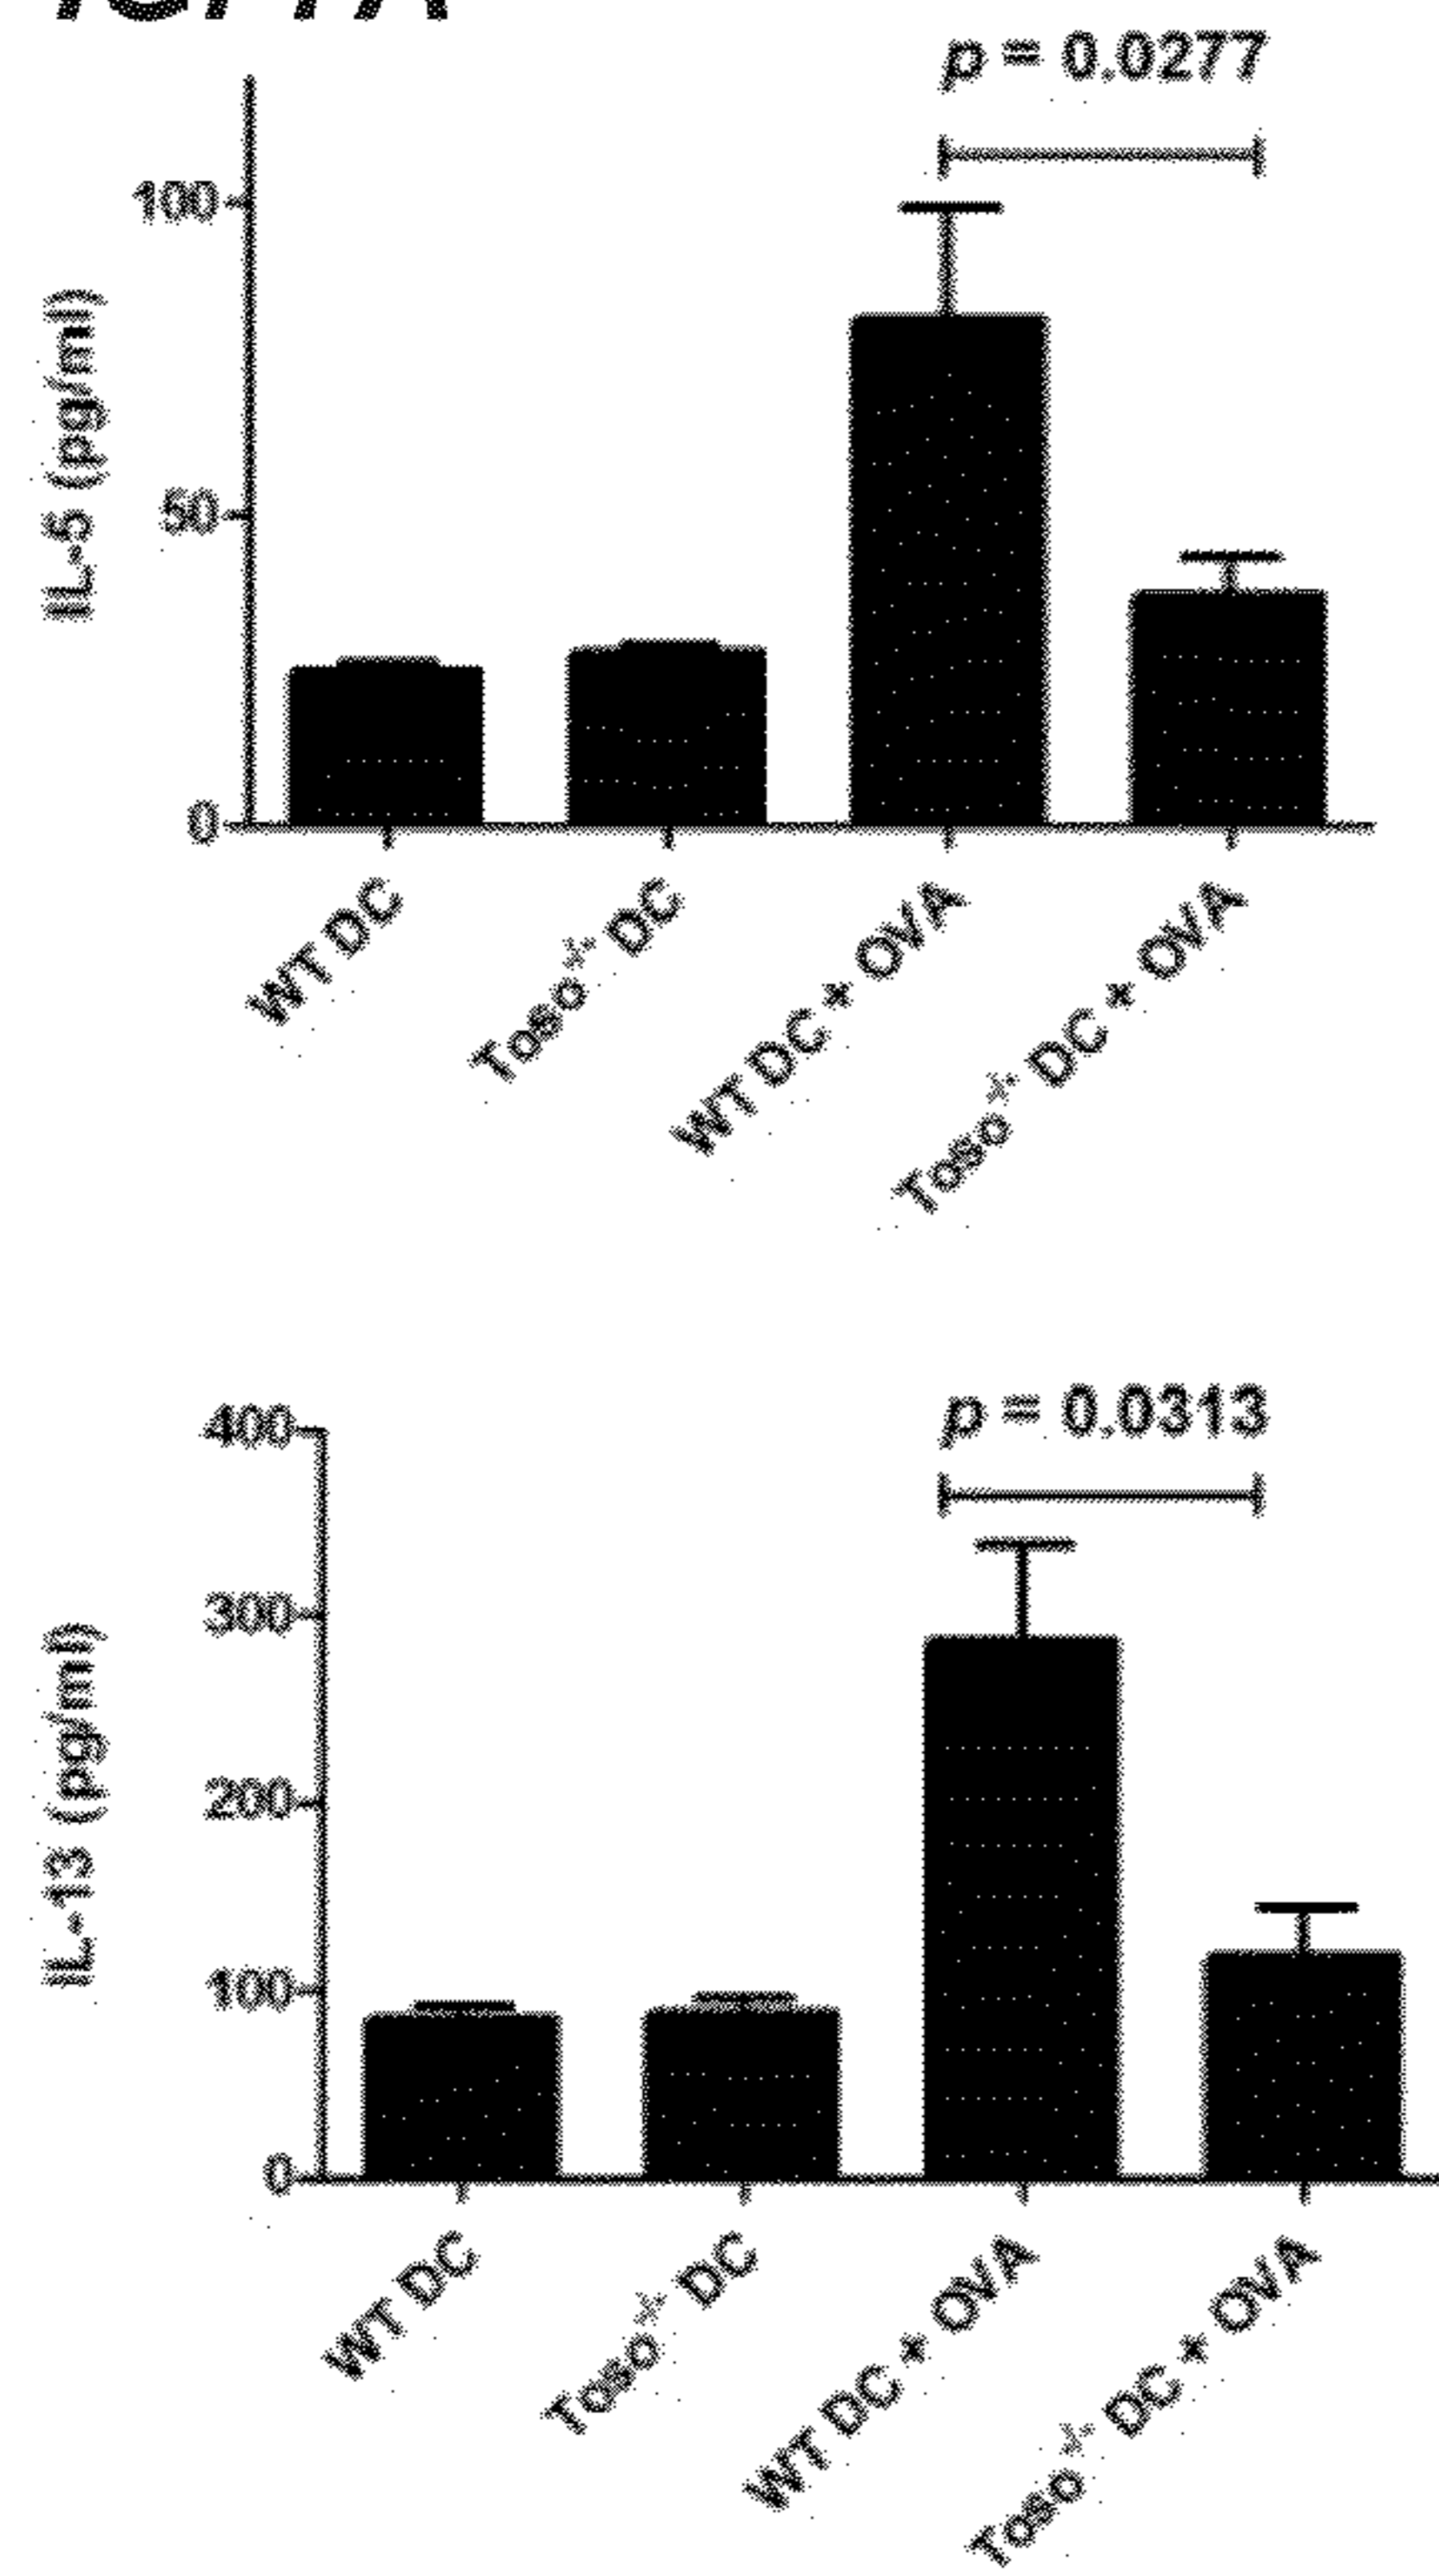 p = 0.0277
100
50
0
IL-5 (pg/ml)
WT DC
Toso-/- DC
WT DC + OVA
Toso-/- DC + OVA
p = 0.0313
400
300
200
100
0
IL-13 (pg/ml)
WT DC
Toso-/- DC
WT DC + OVA
Toso-/- DC + OVA